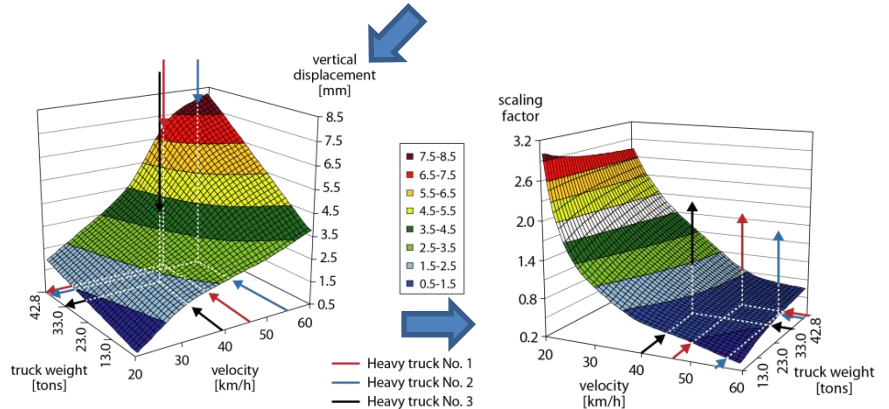 vertical
displacement
[mm]
8.5
7.5
6.5
5.5
4.5
3.5
2.5
1.5
0.5
42.8
33.0
23.0
13.0
20
30
40
50
60
truck weight
[tons]
velocity
[km/h]
7.5-8.5
6.5-7.5
5.5-6.5
4.5-5.5
3.5-4.5
2.5-3.5
1.5-2.5
0.5-1.5
Heavy truck No. 1
Heavy truck No. 2
Heavy truck No. 3
scaling
factor
3.2
2.6
2.0
1.4
0.8
0.2
20
30
40
50
60
13.0
23.0
33.0
42.8
velocity
[km/h]
truck weight
[tons]